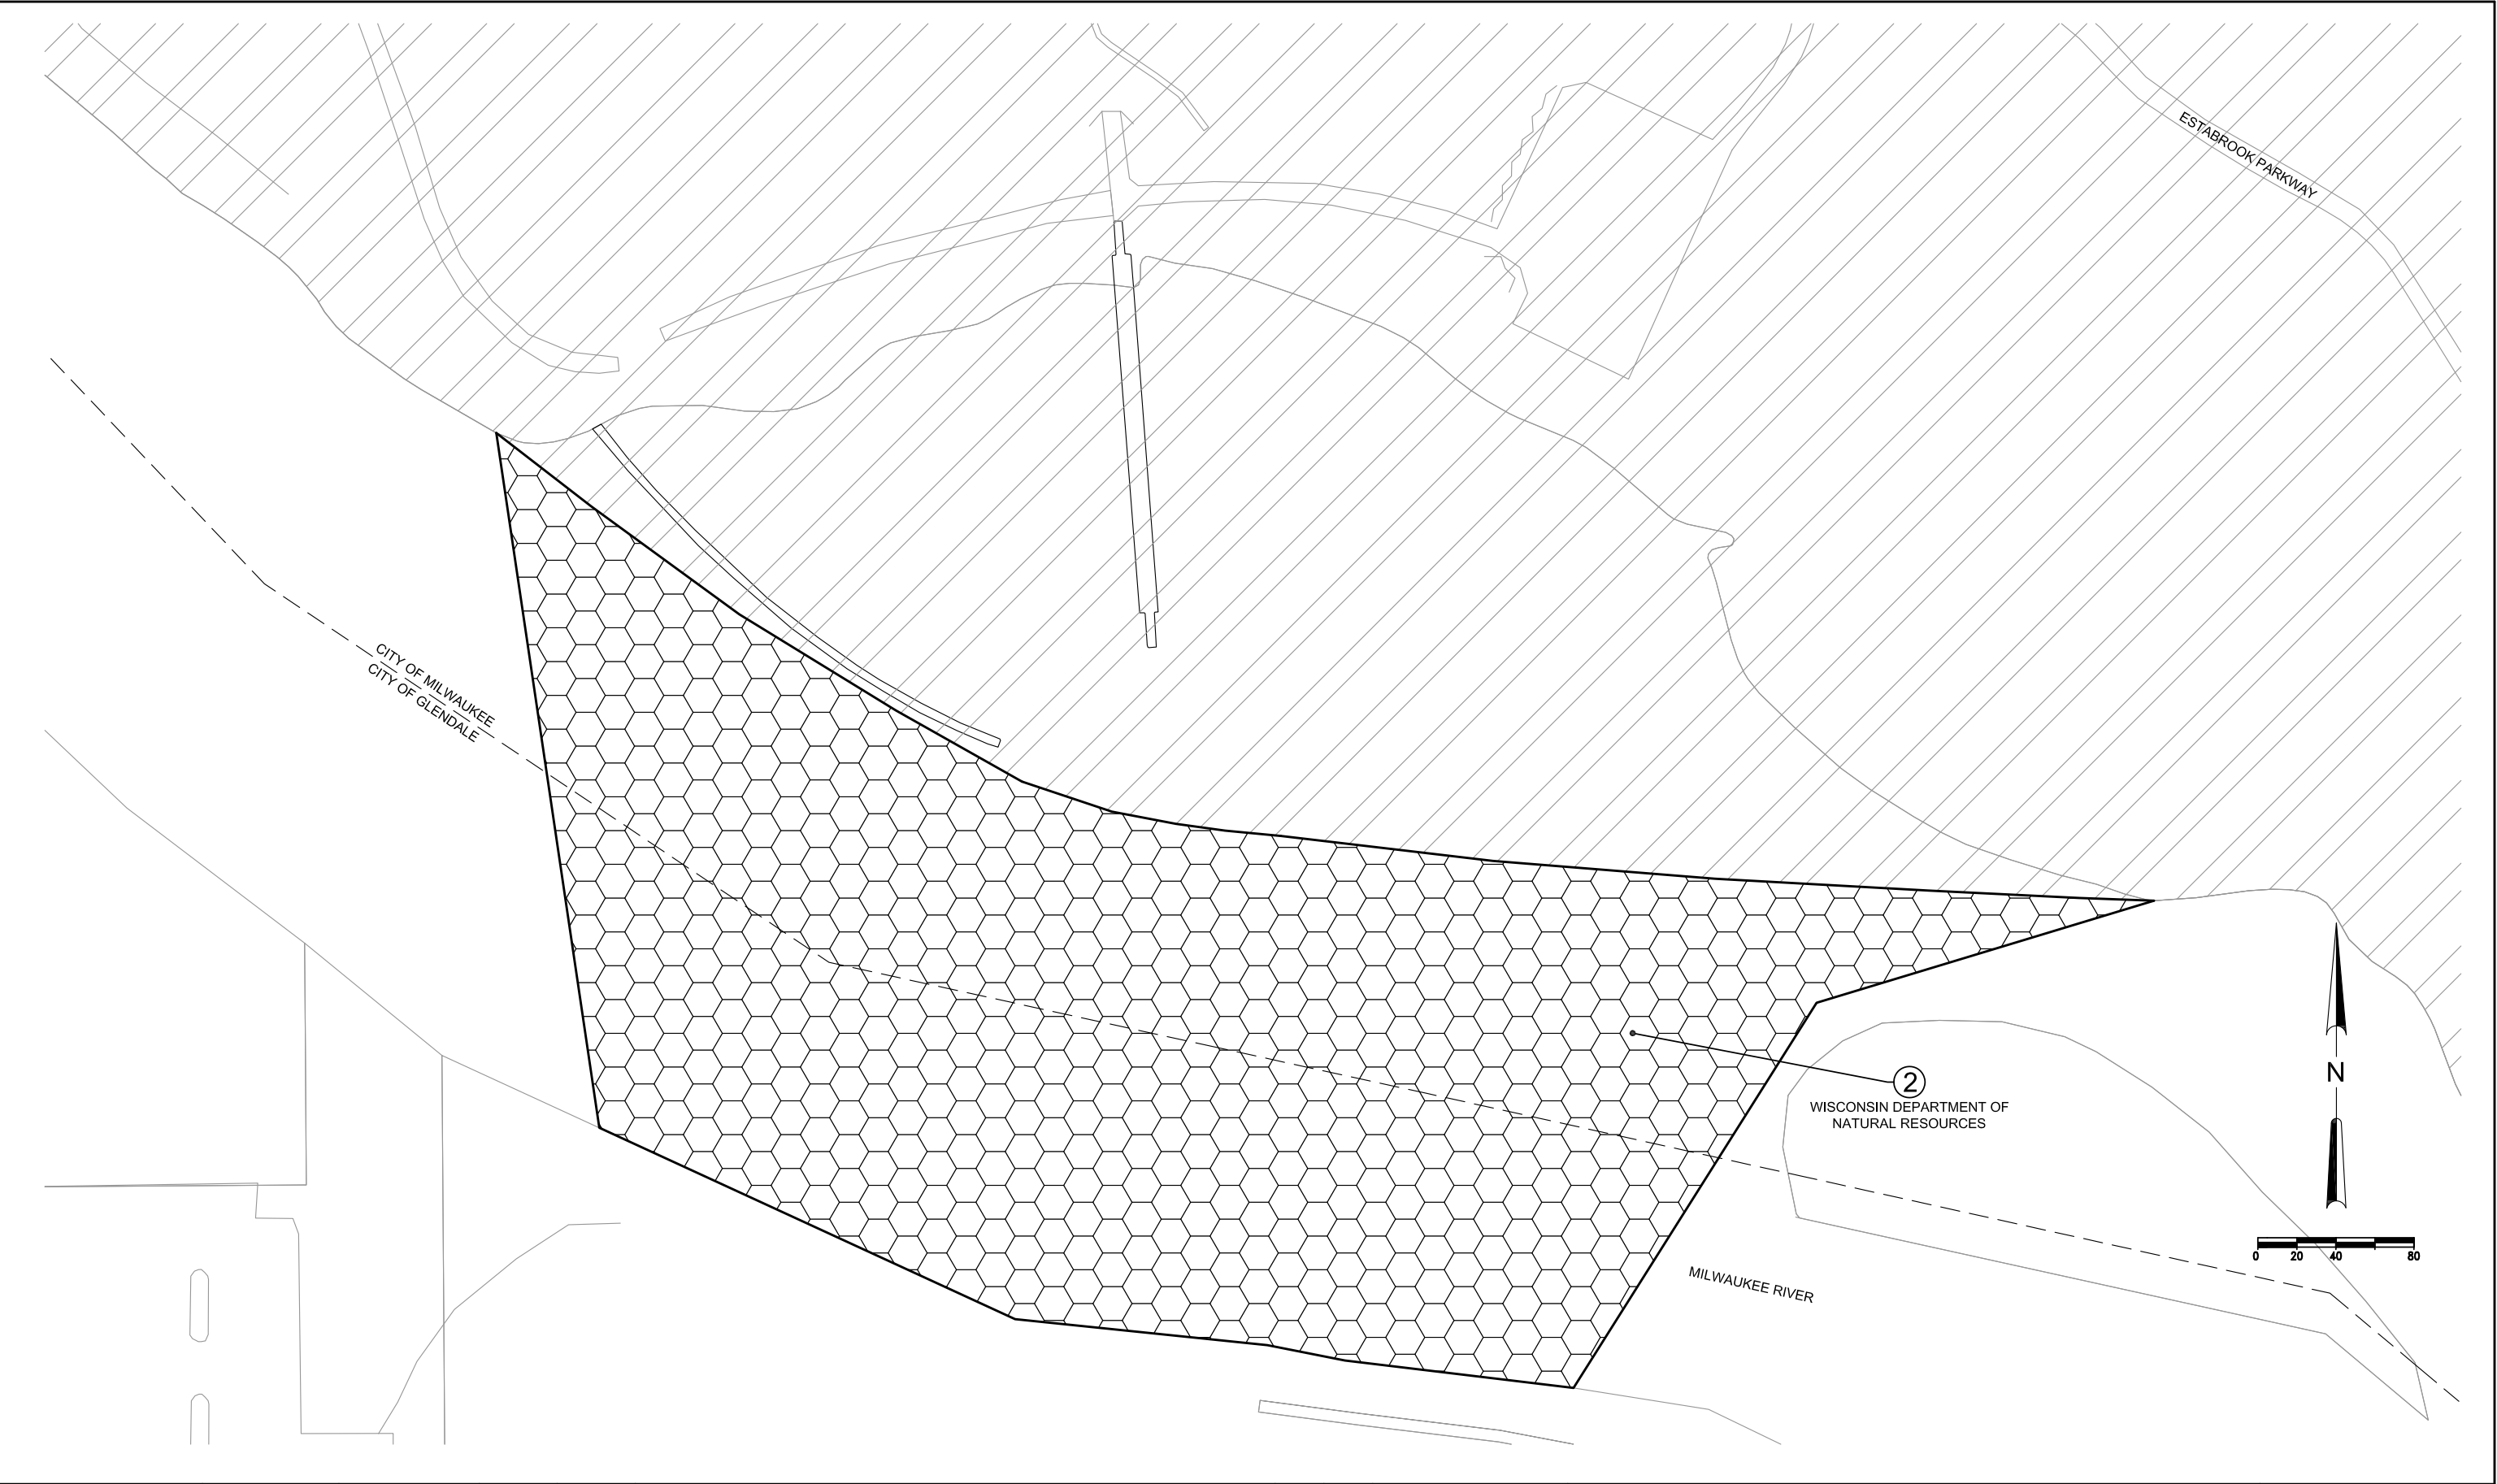 ESTABROOK PARKWAY
CITY OF MILWAUKEE
CITY OF GLENDALE
N
2
WISCONSIN DEPARTMENT OF
NATURAL RESOURCES
0 20 40 80
MILWAUKEE RIVER